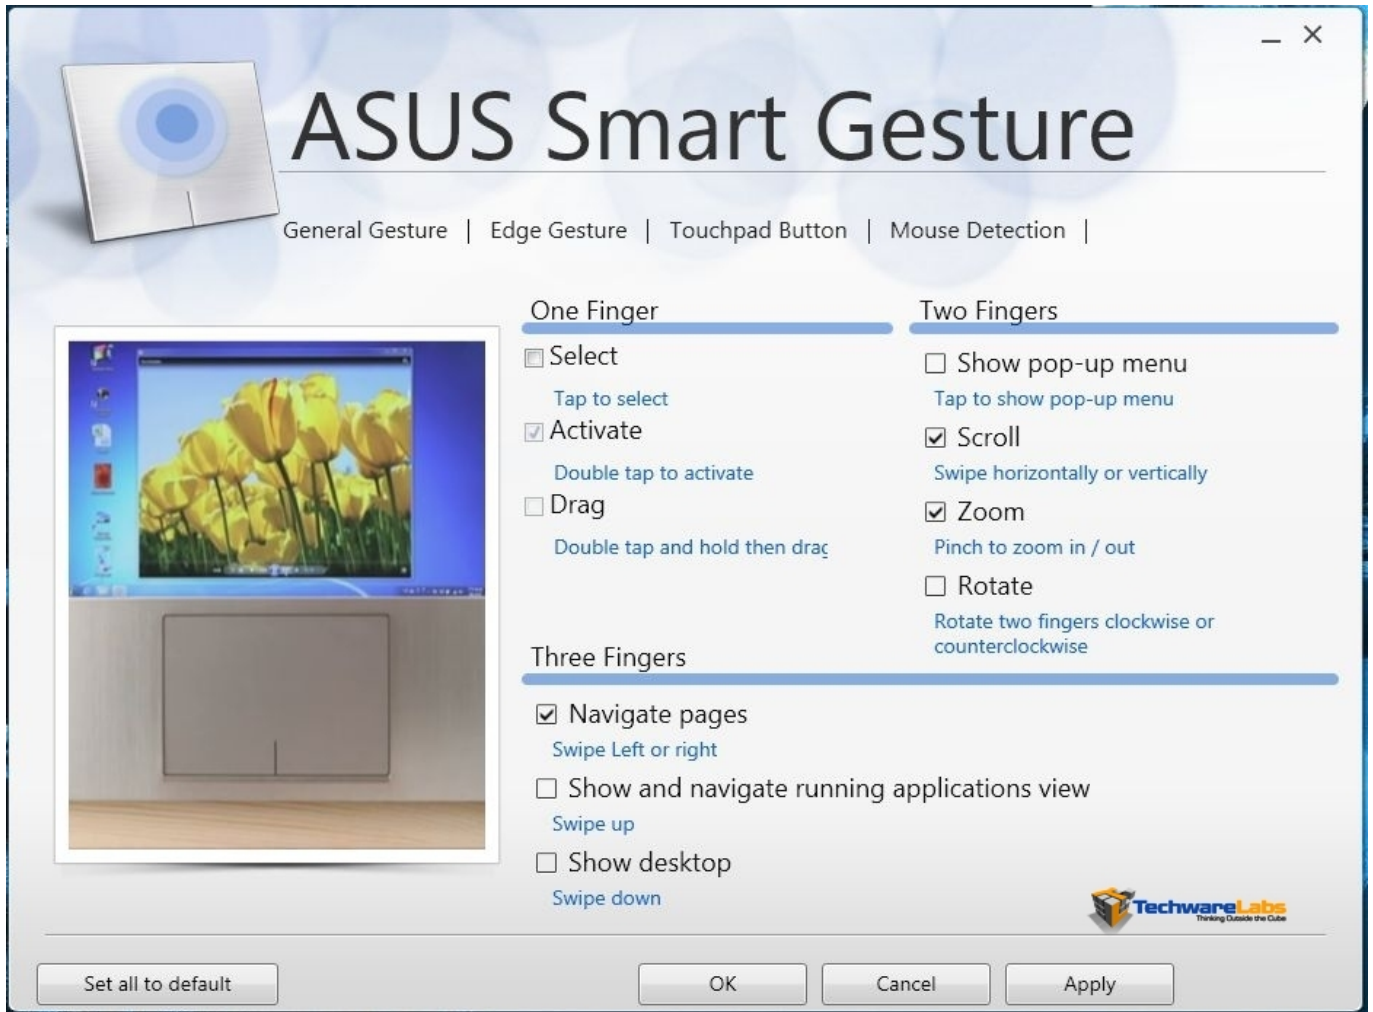 ASUS Smart Gesture
General Gesture | Edge Gesture | Touchpad Button | Mouse Detection |
One Finger
Select
Tap to select
Activate
Double tap to activate
Drag
Double tap and hold then drag
Two Fingers
Show pop-up menu
Tap to show pop-up menu
Scroll
Swipe horizontally or vertically
Zoom
Pinch to zoom in / out
Rotate
Rotate two fingers clockwise or
counterclockwise
Three Fingers
Navigate pages
Swipe Left or right
Show and navigate running applications view
Swipe up
Show desktop
Swipe down
TechwareLabs
Thinking Outside the Cube
Set all to default
OK
Cancel
Apply